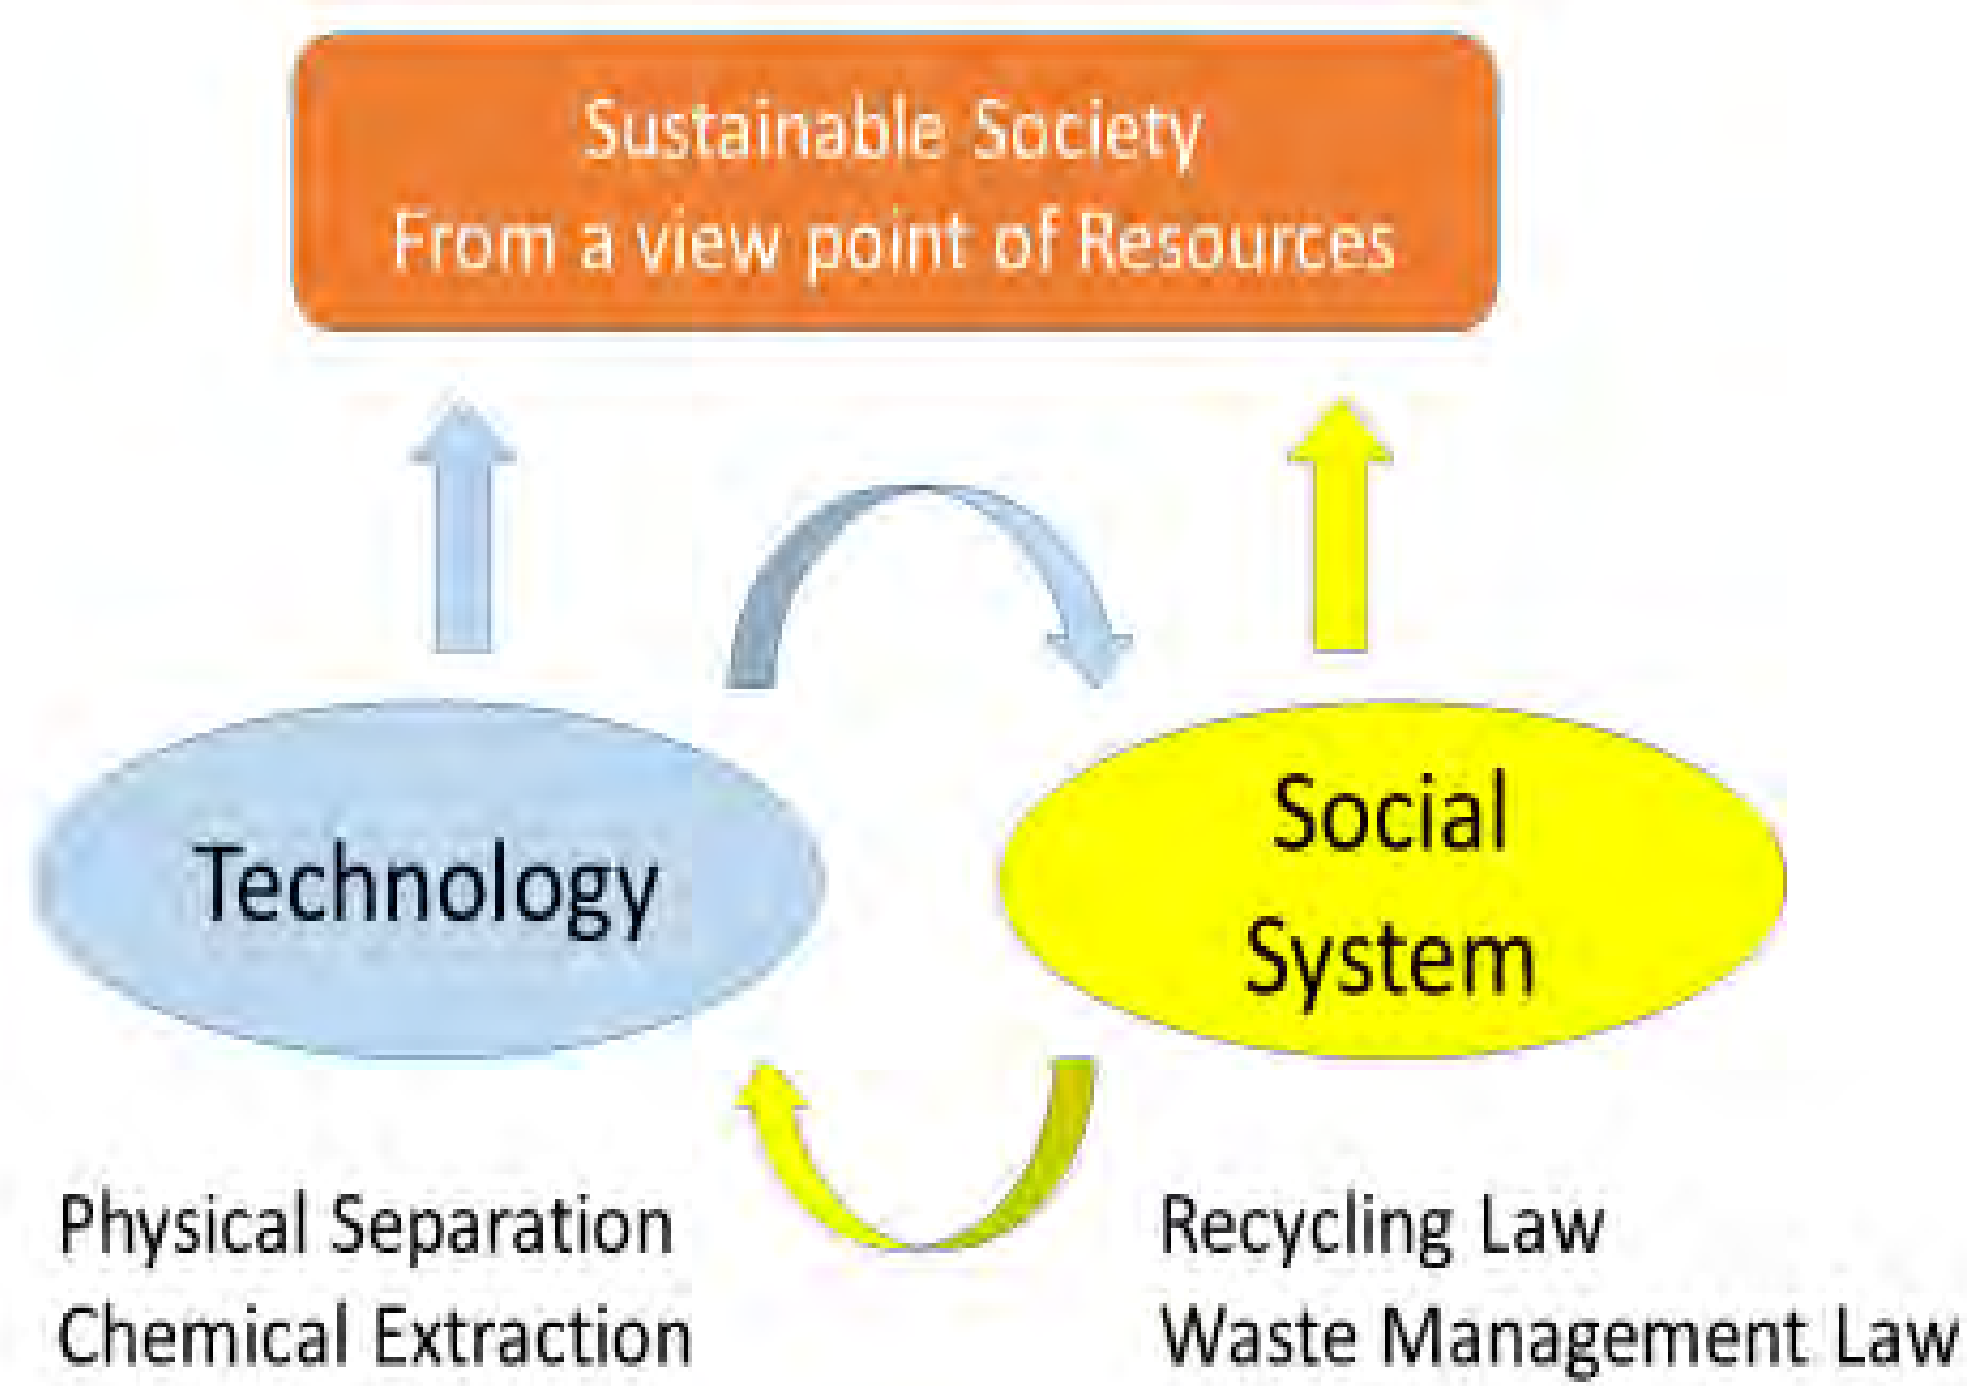 Sustainable Society
From a view point of Resources
Technology
Social
System
Physical Separation
Chemical Extraction
Recycling Law
Waste Management Law